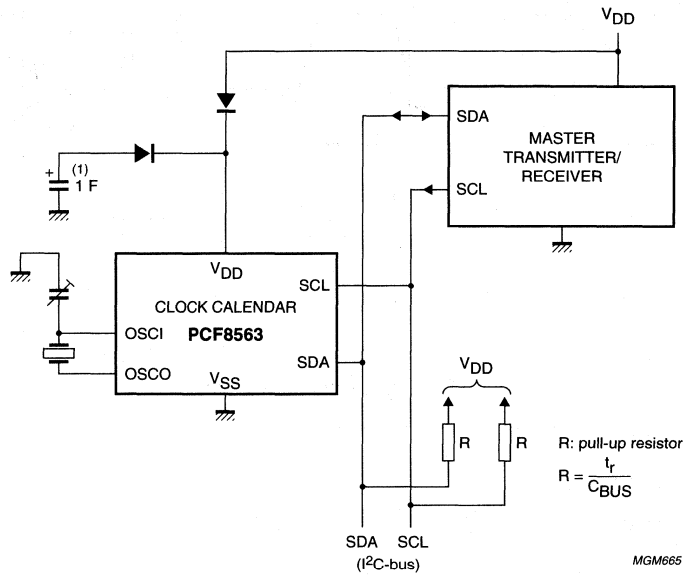 VDD
SDA
MASTER
TRANSMITTER/
RECEIVER
SCL
+
(1)
1 F
VDD
SCL
CLOCK CALENDAR
OSCI
PCF8563
SDA
OSCO
VSS
VDD
R
R
R: pull-up resistor
R = tr
CBUS
SDA SCL
(I2C-bus)
MGM665